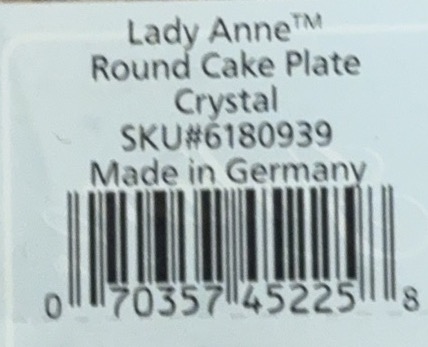 Lady Anne™
Round Cake Plate
Crystal
SKU#6180939
Made in Germany
0 70357 45225 8